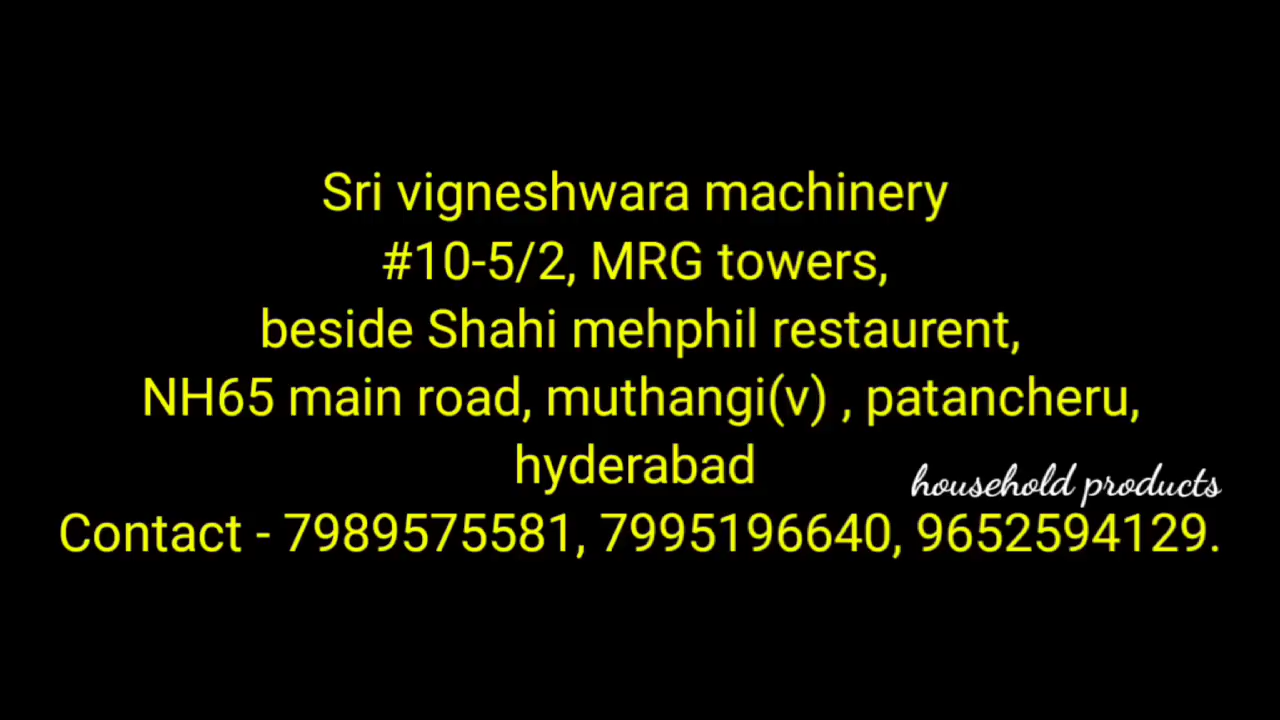 Sri vigneshwara machinery
#10-5/2, MRG towers,
beside Shahi mehphil restaurent,
NH65 main road, muthangi(v) , patancheru,
hyderabad
household products
Contact - 7989575581, 7995196640, 9652594129.